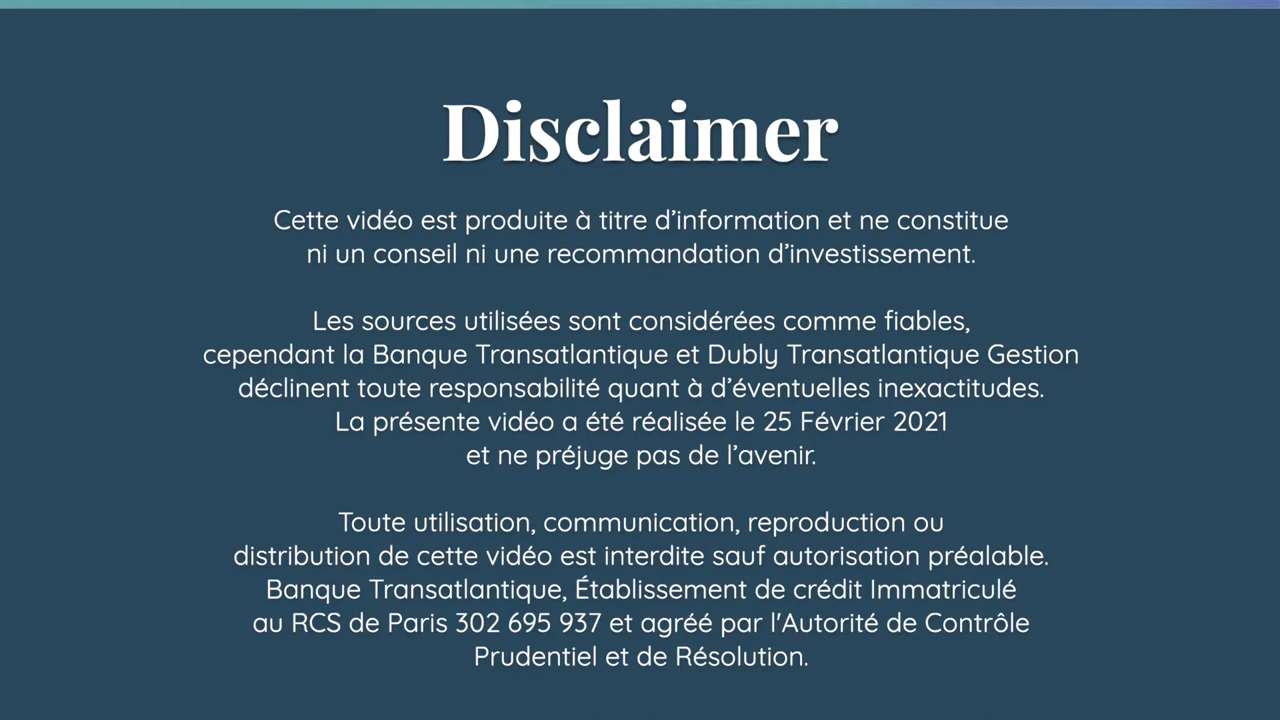 Disclaimer
Cette vidéo est produite à titre d’information et ne constitue
ni un conseil ni une recommandation d’investissement.
Les sources utilisées sont considérées comme fiables,
cependant la Banque Transatlantique et Dubly Transatlantique Gestion
déclinent toute responsabilité quant à d’éventuelles inexactitudes.
La présente vidéo a été réalisée le 25 Février 2021
et ne préjuge pas de l’avenir.
Toute utilisation, communication, reproduction ou
distribution de cette vidéo est interdite sauf autorisation préalable.
Banque Transatlantique, Établissement de crédit Immatriculé
au RCS de Paris 302 695 937 et agréé par l'Autorité de Contrôle
Prudentiel et de Résolution.